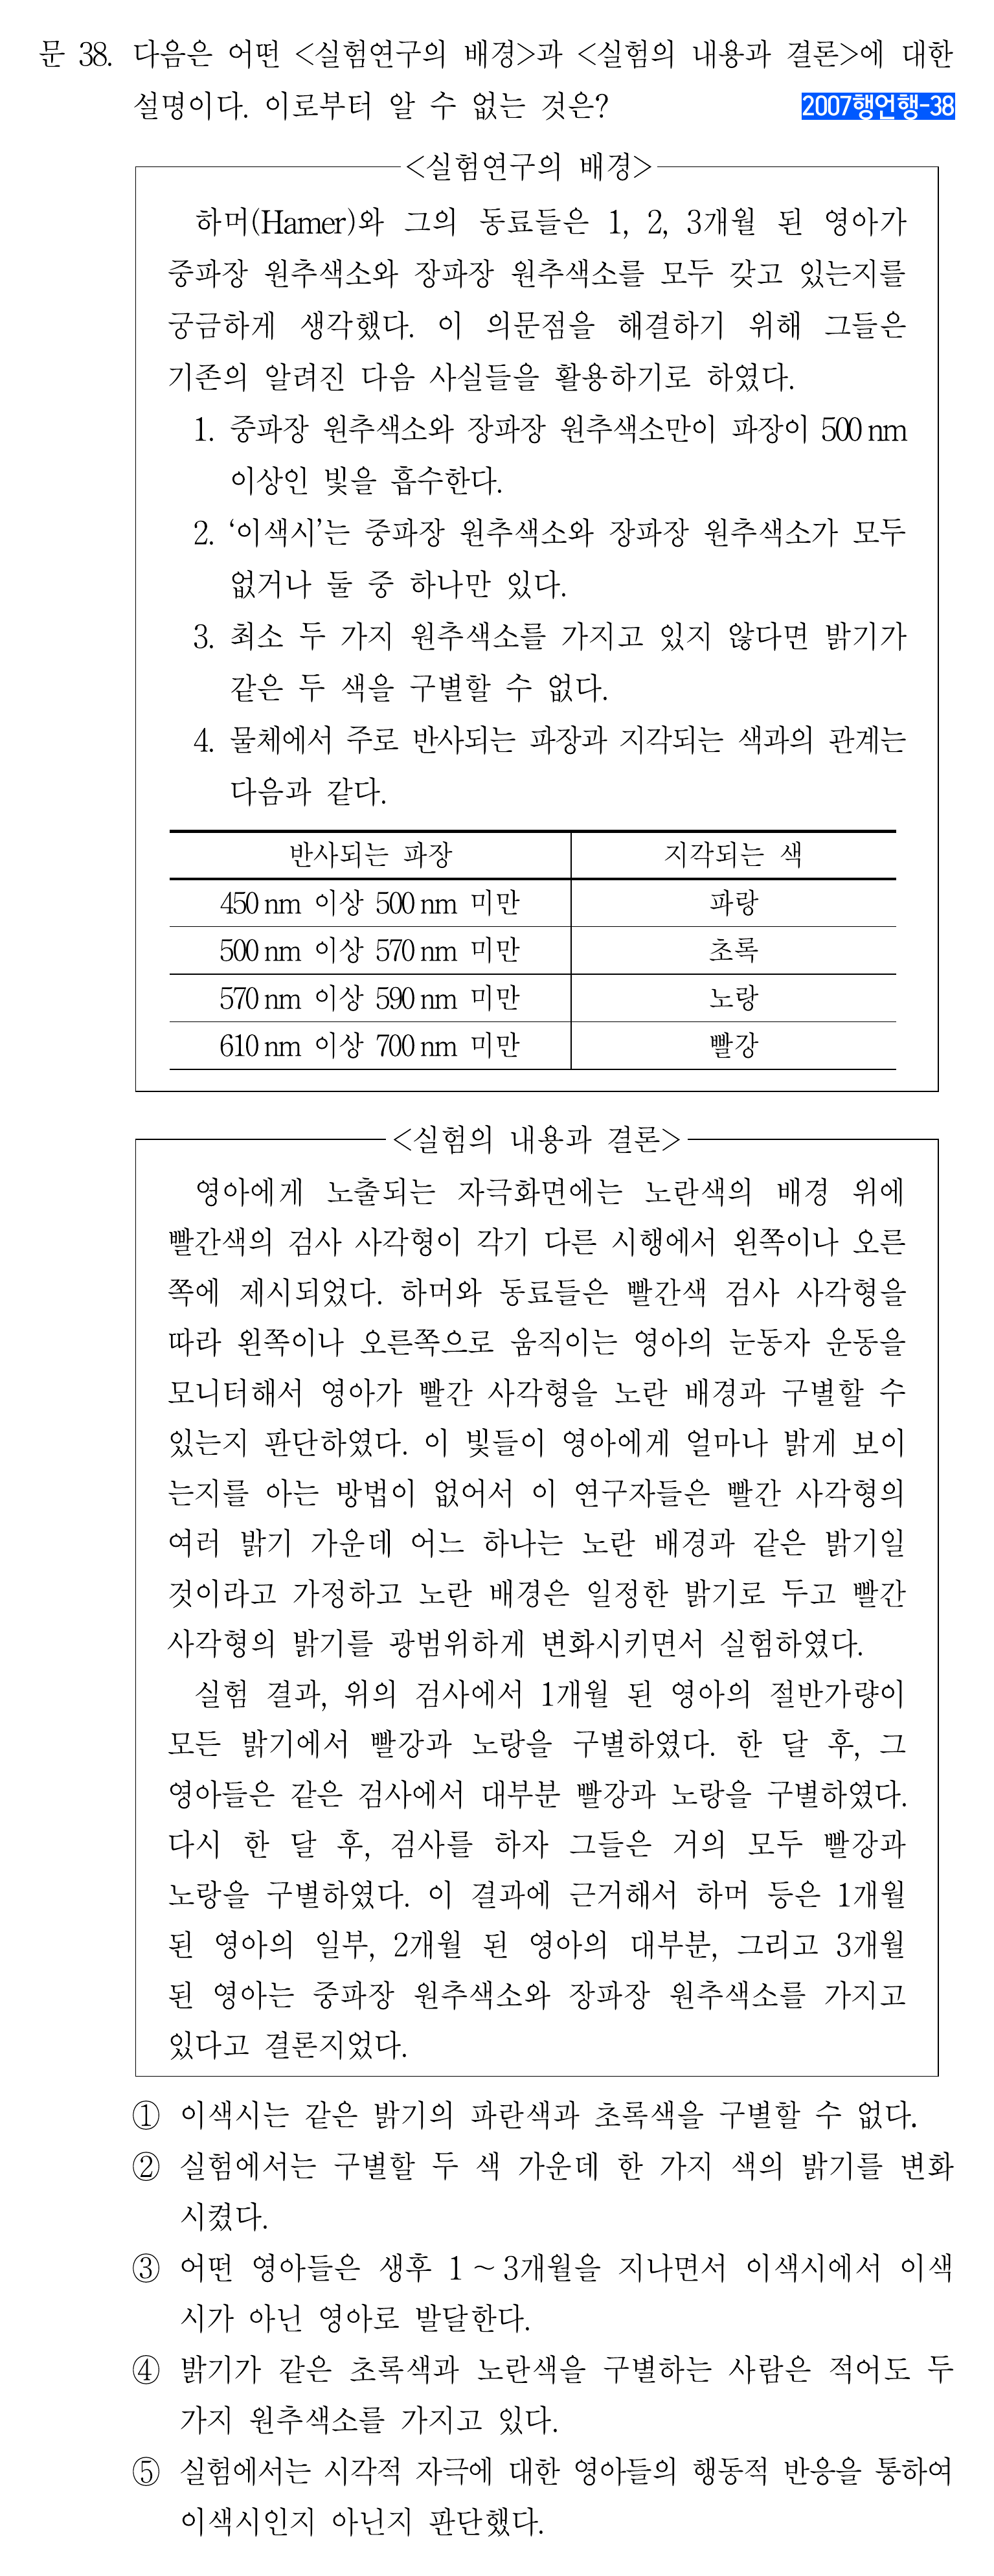 문 38. 다음은 어떤 <실험연구의 배경>과 <실험의 내용과 결론>에 대한
설명이다. 이로부터 알 수 없는 것은?
2007행언행-38
<실험연구의 배경>
하머(Hamer)와 그의 동료들은 1, 2, 3개월 된 영아가
중파장 원추색소와 장파장 원추색소를 모두 갖고 있는지를
궁금하게 생각했다. 이 의문점을 해결하기 위해 그들은
기존의 알려진 다음 사실들을 활용하기로 하였다.
1. 중파장 원추색소와 장파장 원추색소만이 파장이 500 nm
이상인 빛을 흡수한다.
2. ‘이색시’는 중파장 원추색소와 장파장 원추색소가 모두
없거나 둘 중 하나만 있다.
3. 최소 두 가지 원추색소를 가지고 있지 않다면 밝기가
같은 두 색을 구별할 수 없다.
4. 물체에서 주로 반사되는 파장과 지각되는 색과의 관계는
다음과 같다.
반사되는 파장 지각되는 색
450 nm 이상 500 nm 미만 파랑
500 nm 이상 570 nm 미만 초록
570 nm 이상 590 nm 미만 노랑
610 nm 이상 700 nm 미만 빨강
<실험의 내용과 결론>
영아에게 노출되는 자극화면에는 노란색의 배경 위에
빨간색의 검사 사각형이 각기 다른 시행에서 왼쪽이나 오른
쪽에 제시되었다. 하머와 동료들은 빨간색 검사 사각형을
따라 왼쪽이나 오른쪽으로 움직이는 영아의 눈동자 운동을
모니터해서 영아가 빨간 사각형을 노란 배경과 구별할 수
있는지 판단하였다. 이 빛들이 영아에게 얼마나 밝게 보이
는지를 아는 방법이 없어서 이 연구자들은 빨간 사각형의
여러 밝기 가운데 어느 하나는 노란 배경과 같은 밝기일
것이라고 가정하고 노란 배경은 일정한 밝기로 두고 빨간
사각형의 밝기를 광범위하게 변화시키면서 실험하였다.
실험 결과, 위의 검사에서 1개월 된 영아의 절반가량이
모든 밝기에서 빨강과 노랑을 구별하였다. 한 달 후, 그
영아들은 같은 검사에서 대부분 빨강과 노랑을 구별하였다.
다시 한 달 후, 검사를 하자 그들은 거의 모두 빨강과
노랑을 구별하였다. 이 결과에 근거해서 하머 등은 1개월
된 영아의 일부, 2개월 된 영아의 대부분, 그리고 3개월
된 영아는 중파장 원추색소와 장파장 원추색소를 가지고
있다고 결론지었다.
① 이색시는 같은 밝기의 파란색과 초록색을 구별할 수 없다.
② 실험에서는 구별할 두 색 가운데 한 가지 색의 밝기를 변화
시켰다.
③ 어떤 영아들은 생후 1 ~ 3개월을 지나면서 이색시에서 이색
시가 아닌 영아로 발달한다.
④ 밝기가 같은 초록색과 노란색을 구별하는 사람은 적어도 두
가지 원추색소를 가지고 있다.
⑤ 실험에서는 시각적 자극에 대한 영아들의 행동적 반응을 통하여
이색시인지 아닌지 판단했다.